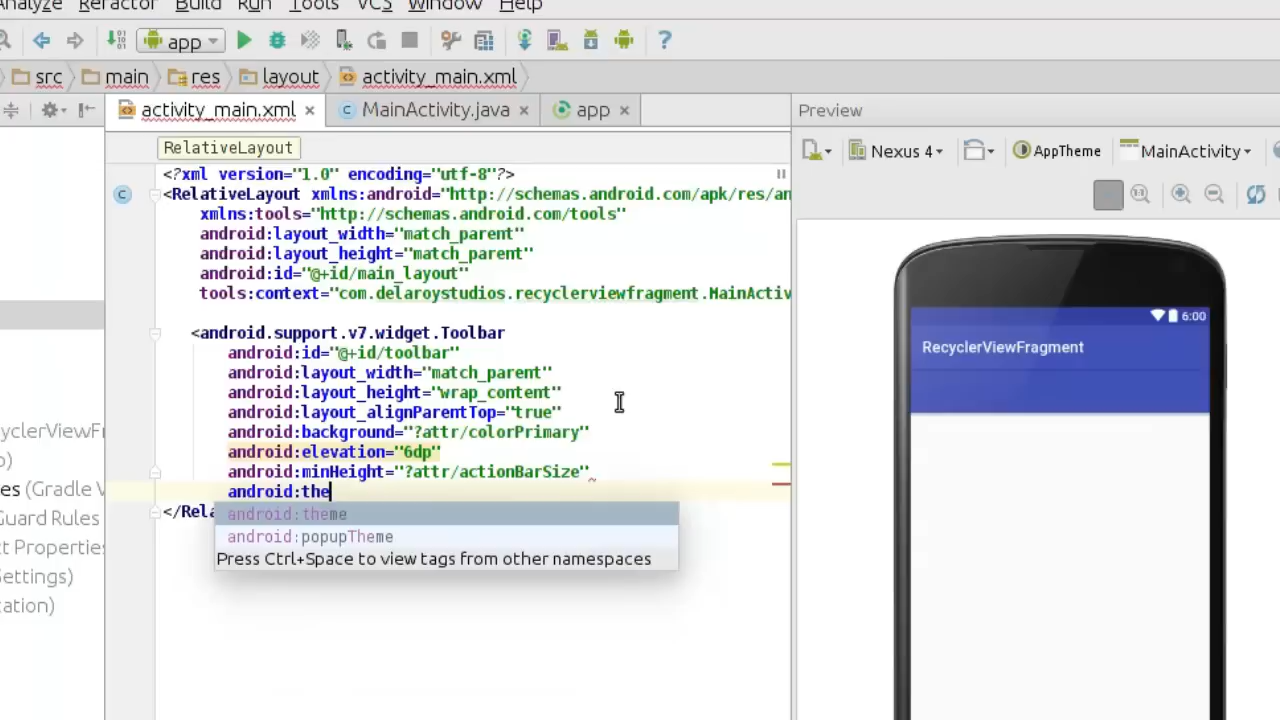 Analyze Refactor Build Run Tools VCS Window Help
app
src main res layout activity_main.xml
activity_main.xml MainActivity.java app
Preview
RelativeLayout
Nexus 4 AppTheme MainActivity
<?xml version="1.0" encoding="utf-8"?>
<RelativeLayout xmlns:android="http://schemas.android.com/apk/res/an
xmlns:tools="http://schemas.android.com/tools"
android:layout_width="match_parent"
android:layout_height="match_parent"
android:id="@+id/main_layout"
tools:context="com.delaroystudios.recyclerviewfragment.MainActiv
<android.support.v7.widget.Toolbar
android:id="@+id/toolbar"
android:layout_width="match_parent"
android:layout_height="wrap_content"
android:layout_alignParentTop="true"
android:background="?attr/colorPrimary"
android:elevation="6dp"
android:minHeight="?attr/actionBarSize"
android:the
</Rela
android:theme
android:popupTheme
Press Ctrl+Space to view tags from other namespaces
6:00
RecyclerViewFragment
cyclerViewFr
o)
es (Gradle V
Guard Rules
ct Properties
Settings)
cation)